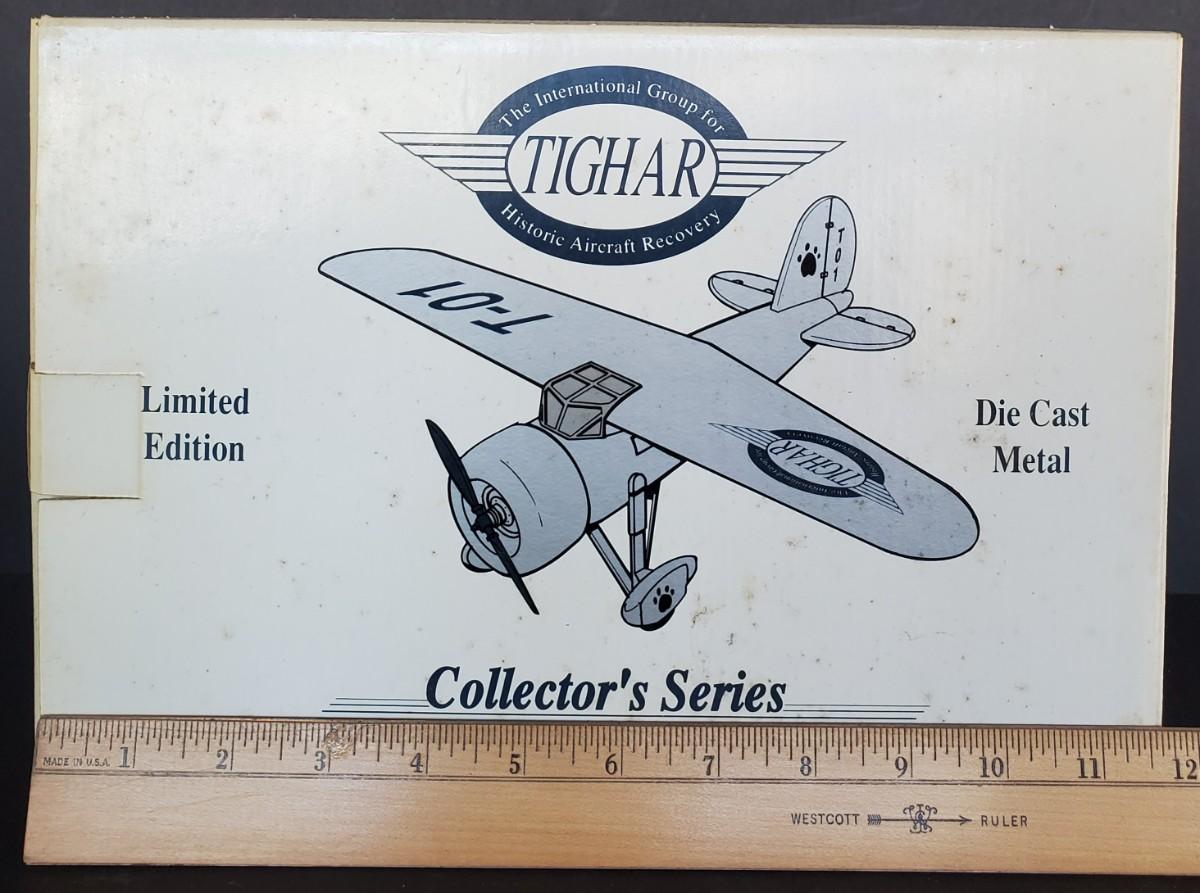 The International Group for
TIGHAR
Historic Aircraft Recovery
T-01
T01
Limited
Edition
Die Cast
Metal
TIGHAR
Collector's Series
1 2 3 4 5 6 7 8 9 10 11 12
MADE IN U.S.A.
WESTCOTT RULER